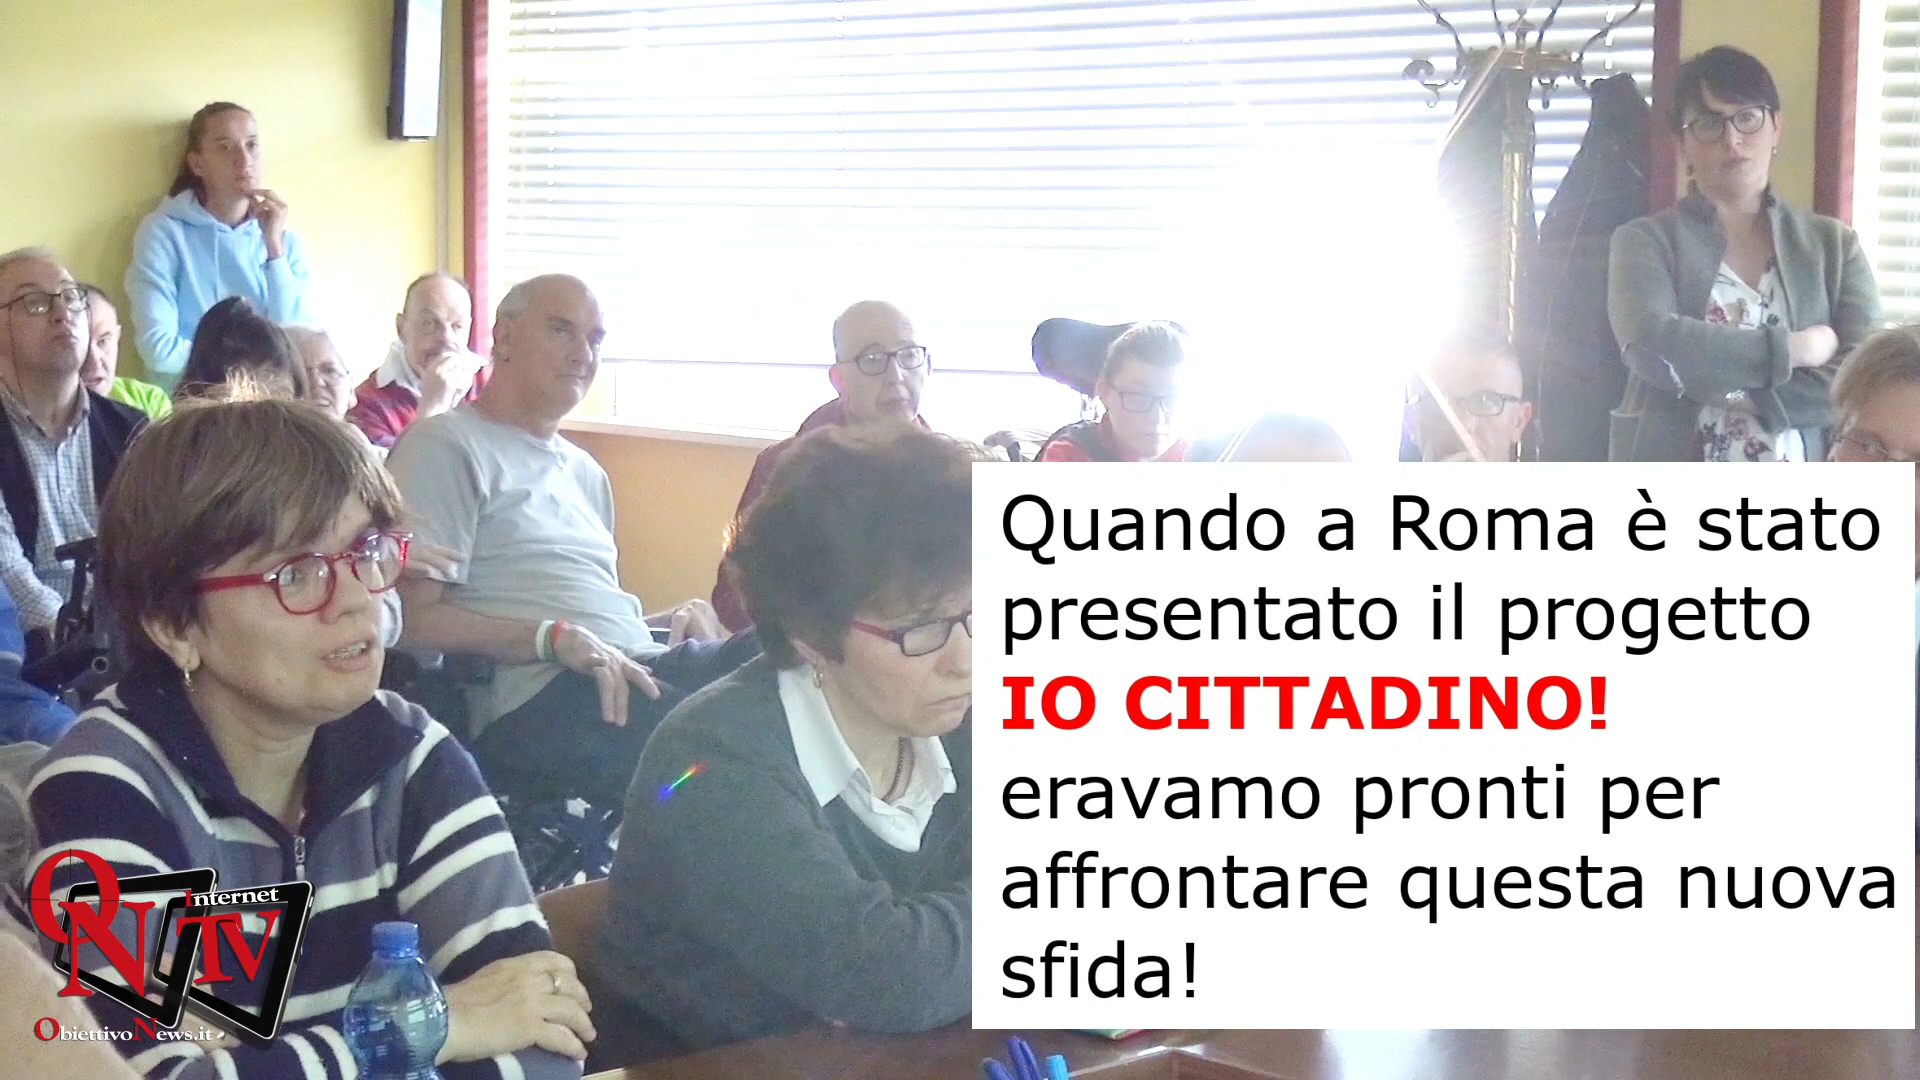 Quando a Roma è stato
presentato il progetto
IO CITTADINO!
eravamo pronti per
affrontare questa nuova
sfida!
Internet
ON TV
ObiettivoNews.it